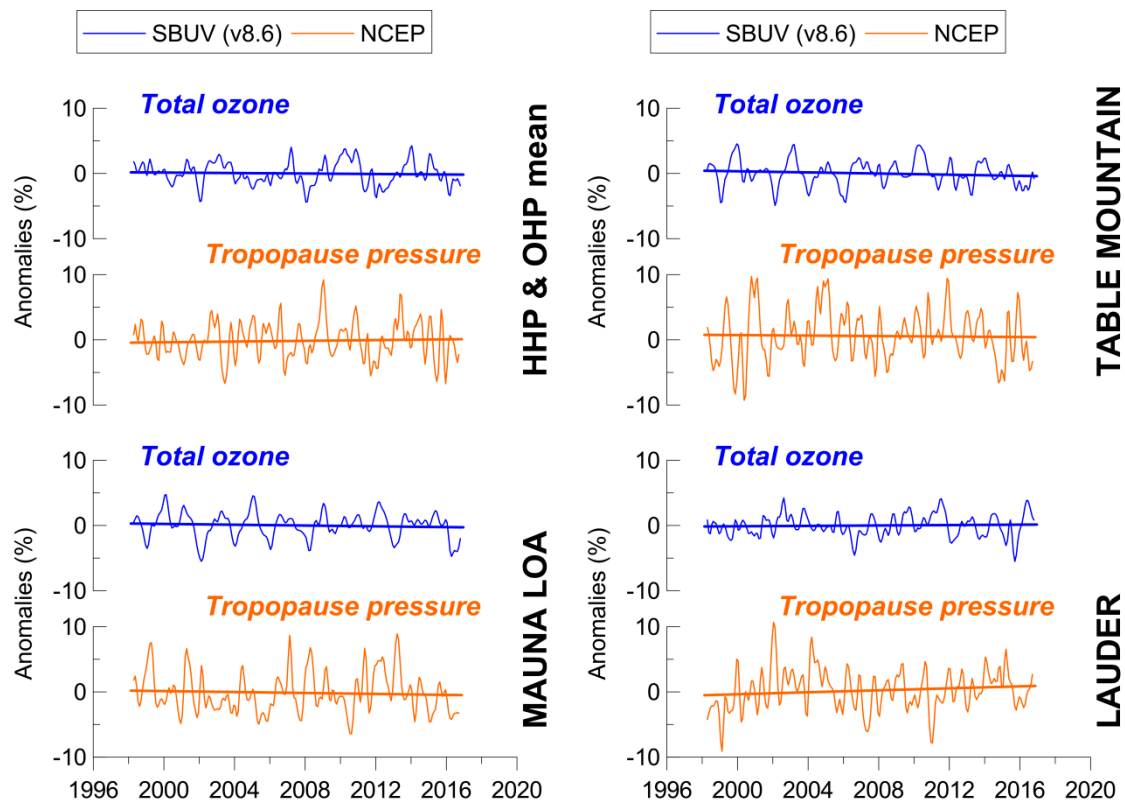 SBUV (v8.6) NCEP
10
Total ozone
0
-10
Anomalies (%)
Tropopause pressure
10
0
-10
HHP & OHP mean
Total ozone
10
0
-10
Anomalies (%)
Tropopause pressure
10
0
-10
MAUNA LOA
1996 2000 2004 2008 2012 2016 2020
SBUV (v8.6) NCEP
10
Total ozone
0
-10
Anomalies (%)
Tropopause pressure
10
0
-10
TABLE MOUNTAIN
Total ozone
10
0
-10
Anomalies (%)
Tropopause pressure
10
0
-10
LAUDER
1996 2000 2004 2008 2012 2016 2020